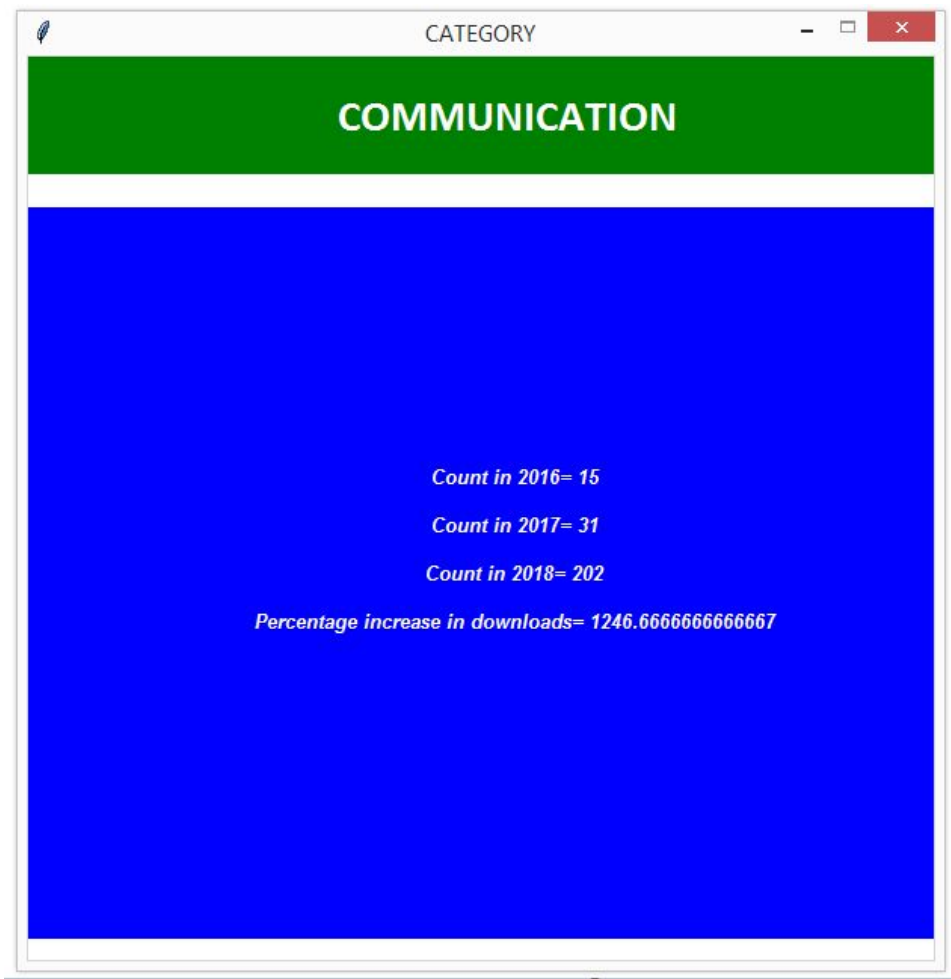 CATEGORY
COMMUNICATION
Count in 2016= 15
Count in 2017= 31
Count in 2018= 202
Percentage increase in downloads= 1246.6666666666667